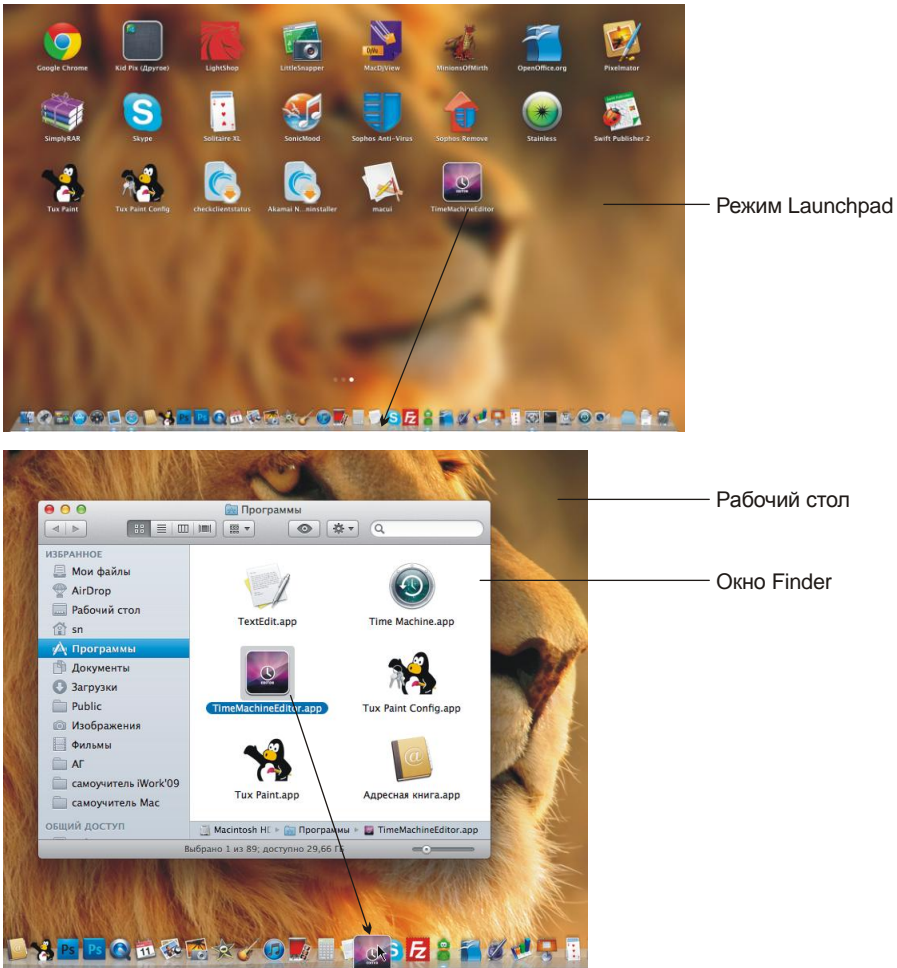 Google Chrome Kid Pix (Другое) LightShop LittleSnapper MacDjView MinionsOfMirth OpenOffice.org Pixelmator
SimplyRAR Skype Solitaire XL SonicMood Sophos Anti-Virus Sophos Remove Stainless Swift Publisher 2
Tux Paint Tux Paint Config checkclientstatus Akamai N...ninstaller macui TimeMachineEditor
Режим Launchpad
Рабочий стол
Программы
ИЗБРАННОЕ
Мои файлы
AirDrop
Рабочий стол
sn
Программы
Документы
Загрузки
Public
Изображения
Фильмы
АГ
самоучитель iWork'09
самоучитель Mac
ОБЩИЙ ДОСТУП
Окно Finder
TextEdit.app Time Machine.app
TimeMachineEditor.app Tux Paint Config.app
Tux Paint.app Адресная книга.app
Macintosh HD Программы TimeMachineEditor.app
Выбрано 1 из 89; доступно 29,66 ГБ